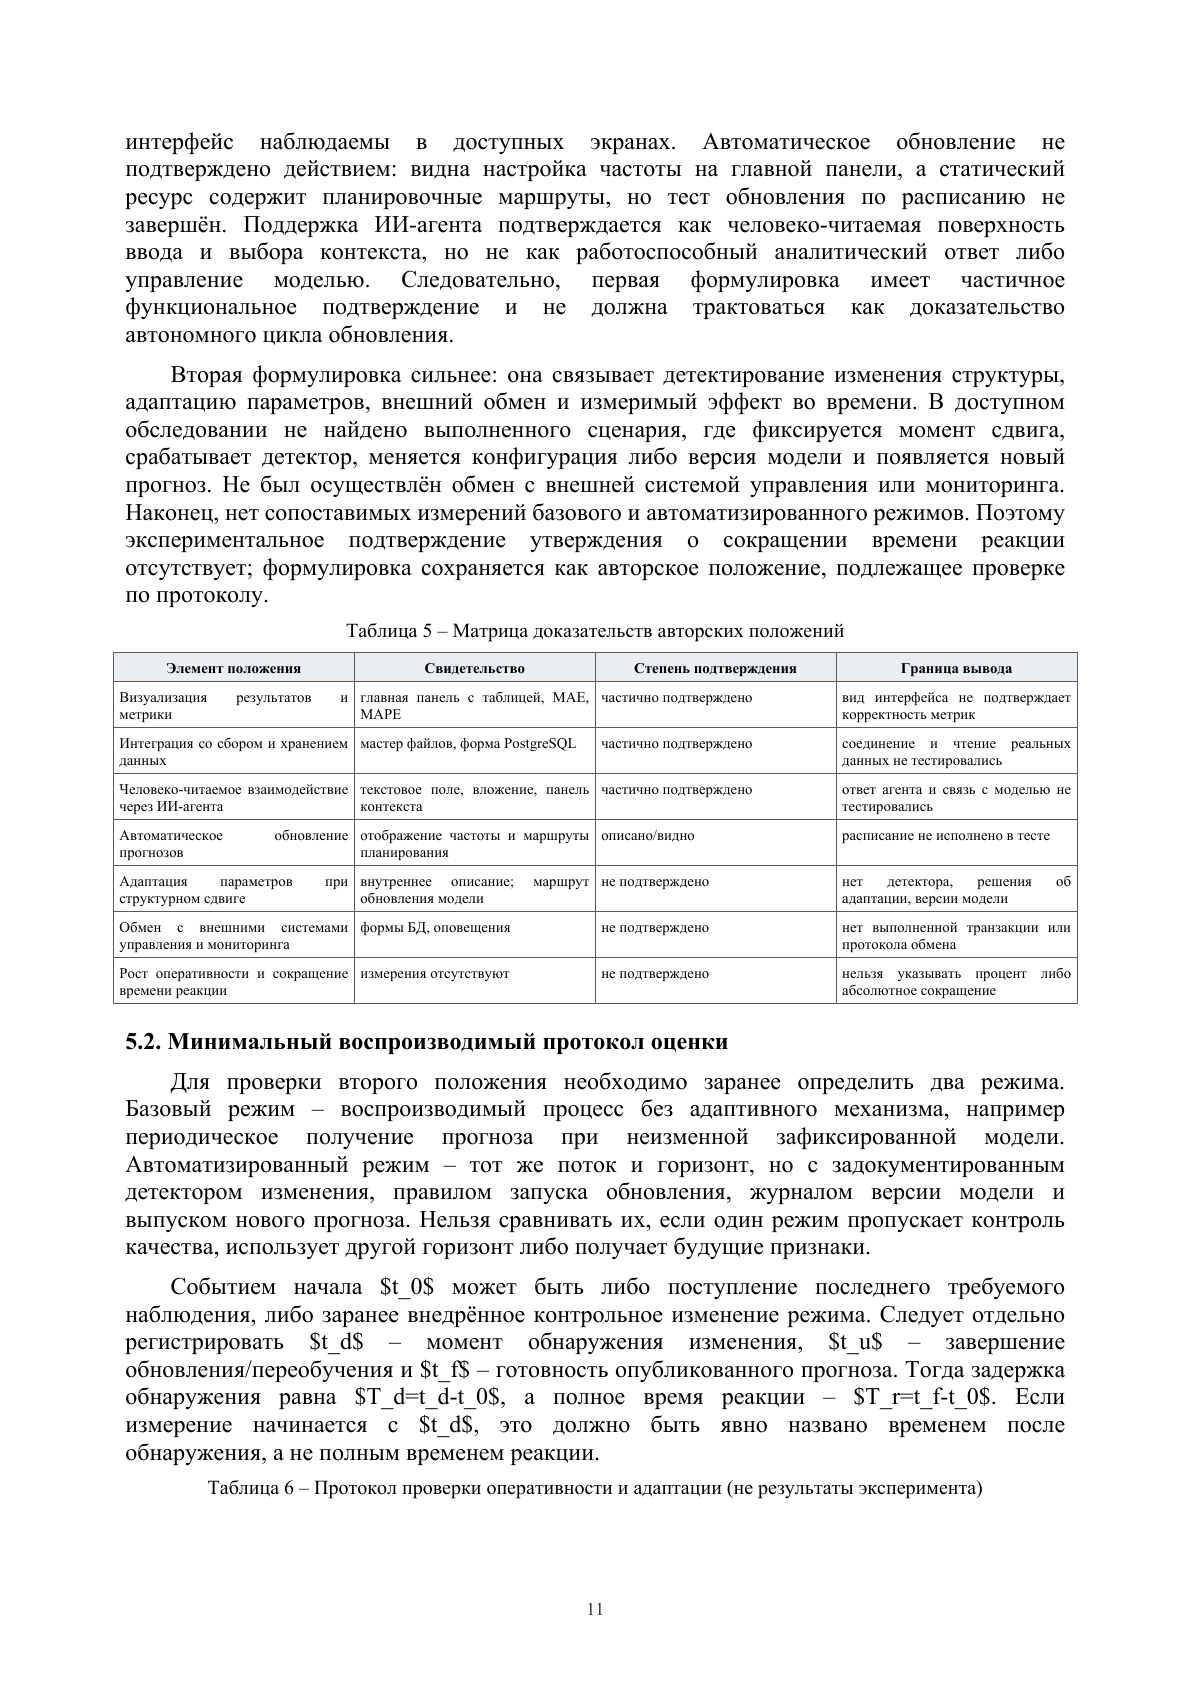 интерфейс наблюдаемы в доступных экранах. Автоматическое обновление не
подтверждено действием: видна настройка частоты на главной панели, а статический
ресурс содержит планировочные маршруты, но тест обновления по расписанию не
завершён. Поддержка ИИ-агента подтверждается как человеко-читаемая поверхность
ввода и выбора контекста, но не как работоспособный аналитический ответ либо
управление моделью. Следовательно, первая формулировка имеет частичное
функциональное подтверждение и не должна трактоваться как доказательство
автономного цикла обновления.
Вторая формулировка сильнее: она связывает детектирование изменения структуры,
адаптацию параметров, внешний обмен и измеримый эффект во времени. В доступном
обследовании не найдено выполненного сценария, где фиксируется момент сдвига,
срабатывает детектор, меняется конфигурация либо версия модели и появляется новый
прогноз. Не был осуществлён обмен с внешней системой управления или мониторинга.
Наконец, нет сопоставимых измерений базового и автоматизированного режимов. Поэтому
экспериментальное подтверждение утверждения о сокращении времени реакции
отсутствует; формулировка сохраняется как авторское положение, подлежащее проверке
по протоколу.
Таблица 5 – Матрица доказательств авторских положений
Элемент положения Свидетельство Степень подтверждения Граница вывода
Визуализация результатов и
метрики
главная панель с таблицей, MAE,
MAPE
частично подтверждено
вид интерфейса не подтверждает
корректность метрик
Интеграция со сбором и хранением
данных
мастер файлов, форма PostgreSQL
частично подтверждено
соединение и чтение реальных
данных не тестировались
Человеко-читаемое взаимодействие
через ИИ-агента
текстовое поле, вложение, панель
контекста
частично подтверждено
ответ агента и связь с моделью не
тестировались
Автоматическое обновление
прогнозов
отображение частоты и маршруты
планирования
описано/видно
расписание не исполнено в тесте
Адаптация параметров при
структурном сдвиге
внутреннее описание; маршрут
обновления модели
не подтверждено
нет детектора, решения об
адаптации, версии модели
Обмен с внешними системами
управления и мониторинга
формы БД, оповещения
не подтверждено
нет выполненной транзакции или
протокола обмена
Рост оперативности и сокращение
времени реакции
измерения отсутствуют
не подтверждено
нельзя указывать процент либо
абсолютное сокращение
5.2. Минимальный воспроизводимый протокол оценки
Для проверки второго положения необходимо заранее определить два режима.
Базовый режим – воспроизводимый процесс без адаптивного механизма, например
периодическое получение прогноза при неизменной зафиксированной модели.
Автоматизированный режим – тот же поток и горизонт, но с задокументированным
детектором изменения, правилом запуска обновления, журналом версии модели и
выпуском нового прогноза. Нельзя сравнивать их, если один режим пропускает контроль
качества, использует другой горизонт либо получает будущие признаки.
Событием начала $t_0$ может быть либо поступление последнего требуемого
наблюдения, либо заранее внедрённое контрольное изменение режима. Следует отдельно
регистрировать $t_d$ – момент обнаружения изменения, $t_u$ – завершение
обновления/переобучения и $t_f$ – готовность опубликованного прогноза. Тогда задержка
обнаружения равна $T_d=t_d-t_0$, а полное время реакции – $T_r=t_f-t_0$. Если
измерение начинается с $t_d$, это должно быть явно названо временем после
обнаружения, а не полным временем реакции.
Таблица 6 – Протокол проверки оперативности и адаптации (не результаты эксперимента)
11